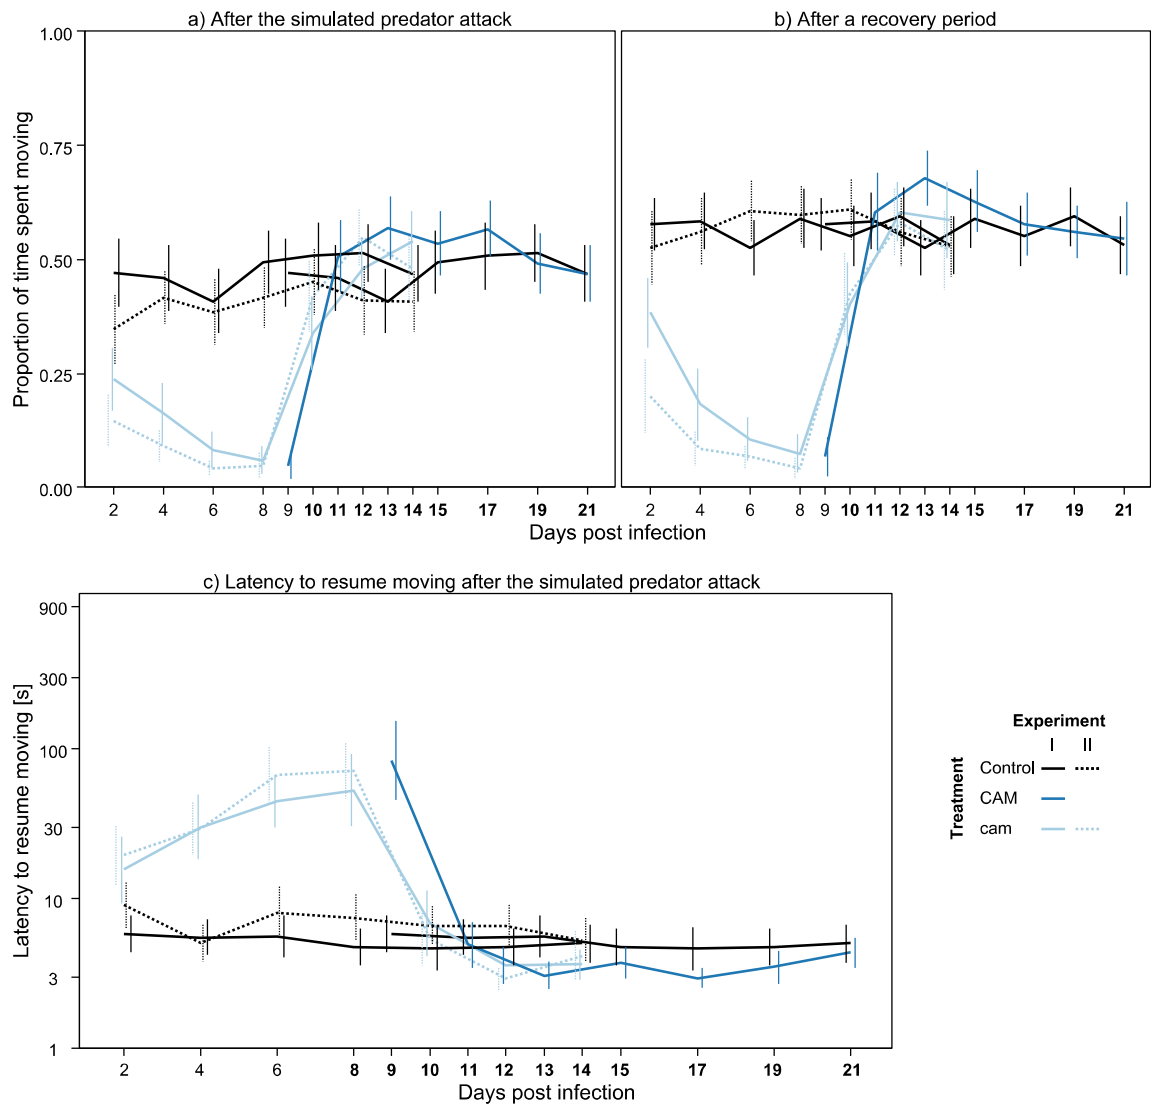 a) After the simulated predator attack
b) After a recovery period
Proportion of time spent moving
1.00
0.75
0.50
0.25
0.00
2 4 6 8 9 10 11 12 13 14 15 17 19 21
2 4 6 8 9 10 11 12 13 14 15 17 19 21
Days post infection
Days post infection
c) Latency to resume moving after the simulated predator attack
Latency to resume moving [s]
900
300
100
30
10
3
1
2 4 6 8 9 10 11 12 13 14 15 17 19 21
Days post infection
Experiment
I II
Treatment
Control
CAM
cam